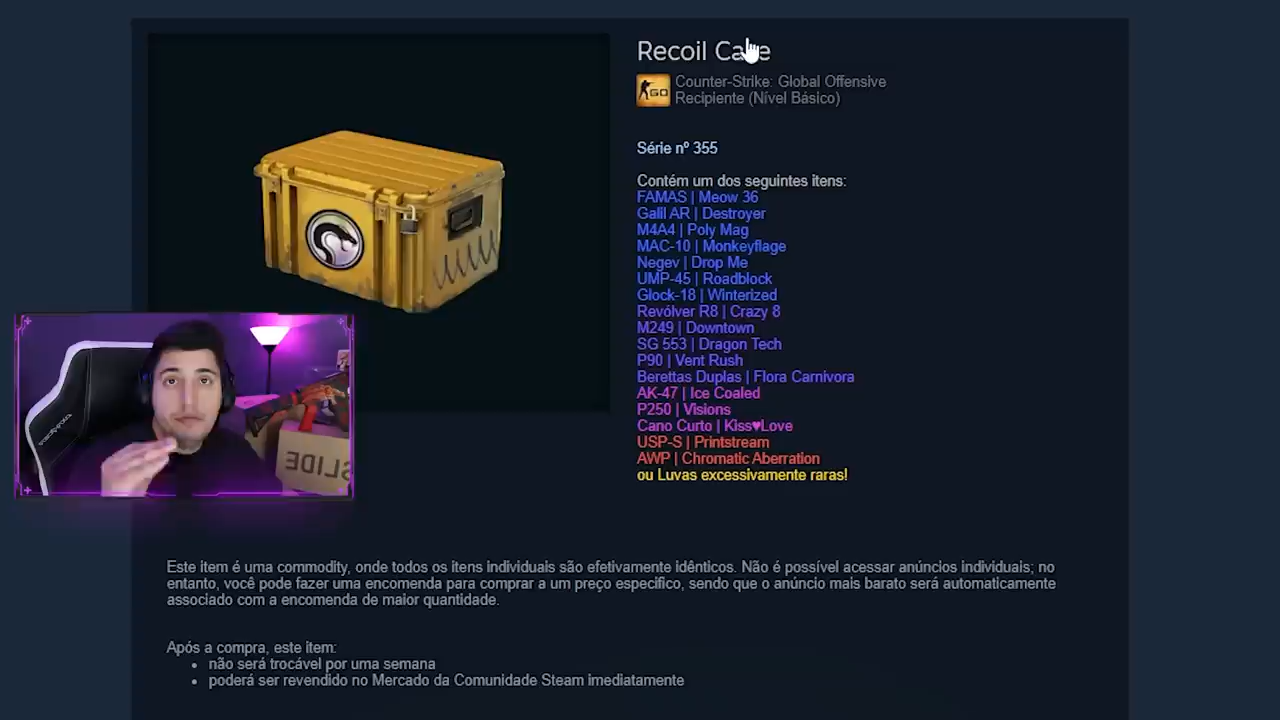 Recoil Case
GO
Counter-Strike: Global Offensive
Recipiente (Nível Básico)
Série nº 355
Contém um dos seguintes itens:
FAMAS | Meow 36
Galil AR | Destroyer
M4A4 | Poly Mag
MAC-10 | Monkeyflage
Negev | Drop Me
UMP-45 | Roadblock
Glock-18 | Winterized
Revólver R8 | Crazy 8
M249 | Downtown
SG 553 | Dragon Tech
P90 | Vent Rush
Berettas Duplas | Flora Carnivora
AK-47 | Ice Coaled
P250 | Visions
Cano Curto | Kiss♥Love
USP-S | Printstream
AWP | Chromatic Aberration
ou Luvas excessivamente raras!
SLIDE
Este item é uma commodity, onde todos os itens individuais são efetivamente idênticos. Não é possível acessar anúncios individuais; no
entanto, você pode fazer uma encomenda para comprar a um preço especifico, sendo que o anúncio mais barato será automaticamente
associado com a encomenda de maior quantidade.
Após a compra, este item:
não será trocável por uma semana
poderá ser revendido no Mercado da Comunidade Steam imediatamente